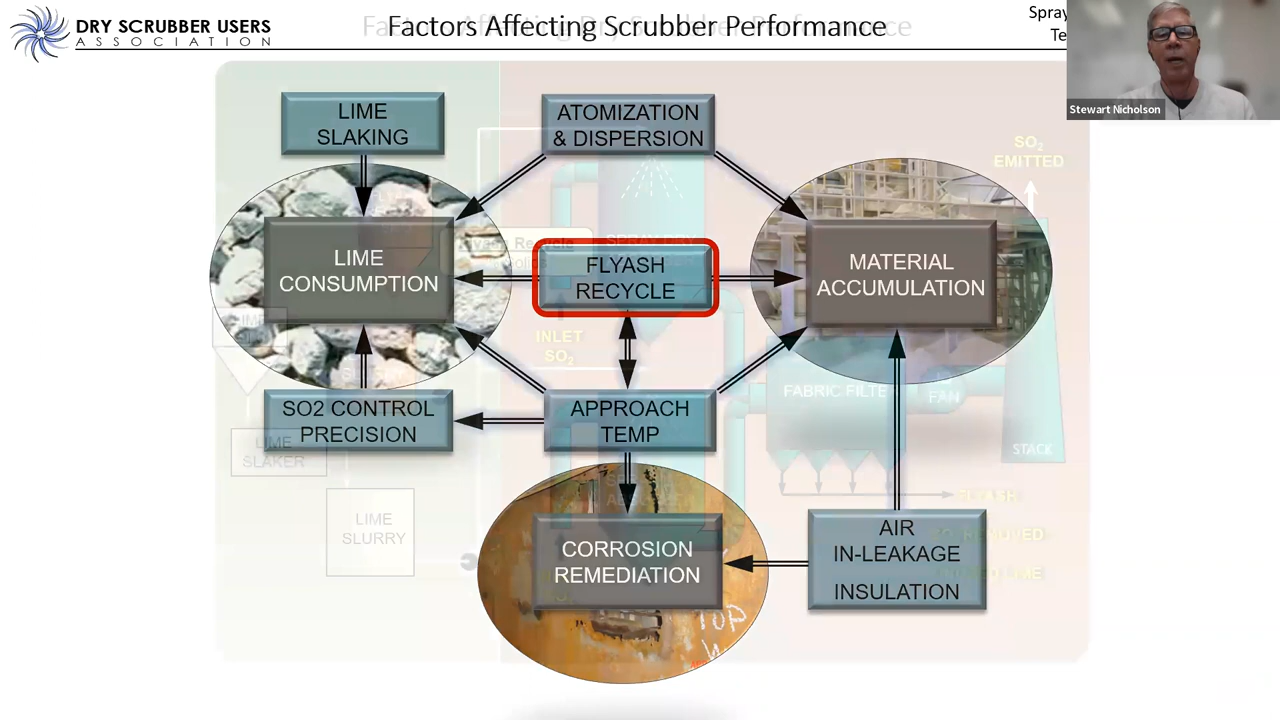 DRY SCRUBBER USERS
ASSOCIATION
Factors Affecting Scrubber Performance
Spray
Te
Stewart Nicholson
LIME
SLAKING
ATOMIZATION
& DISPERSION
SO2
EMITTED
LIME
CONSUMPTION
FLYASH
RECYCLE
MATERIAL
ACCUMULATION
INLET
SO2
SO2 CONTROL
PRECISION
APPROACH
TEMP
FABRIC FILTE
FAN
LIME
SLAKER
STACK
FLYASH
LIME
SLURRY
CORROSION
REMEDIATION
AIR
IN-LEAKAGE
INSULATION
TOP